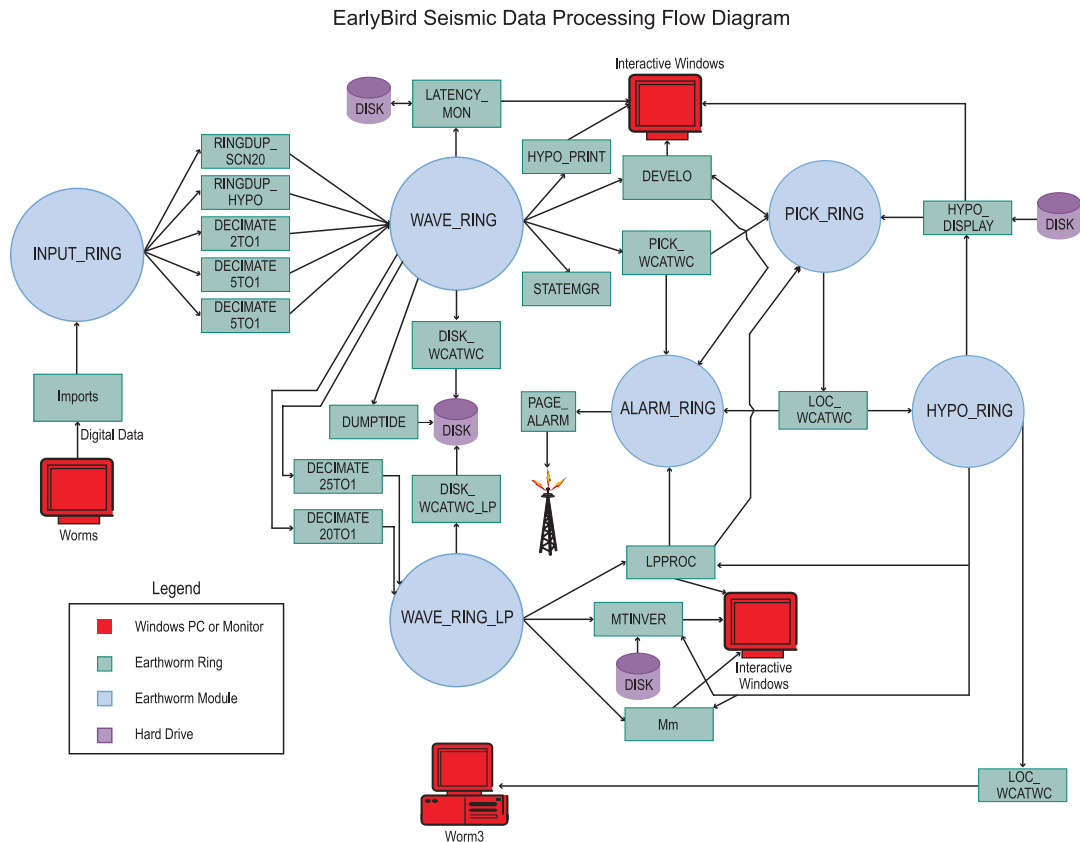 EarlyBird Seismic Data Processing Flow Diagram
Interactive Windows
DISK
LATENCY_
MON
RINGDUP_
SCN20
RINGDUP_
HYPO
DECIMATE
2TO1
DECIMATE
5TO1
DECIMATE
5TO1
INPUT_RING
WAVE_RING
HYPO_PRINT
DEVELO
PICK_
WCATWC
STATEMGR
PICK_RING
HYPO_
DISPLAY
DISK
Imports
Digital Data
Worms
DISK_
WCATWC
DUMPTIDE
DISK
PAGE_
ALARM
ALARM_RING
LOC_
WCATWC
HYPO_RING
DECIMATE
25TO1
DECIMATE
20TO1
DISK_
WCATWC_LP
WAVE_RING_LP
LPPROC
MTINVER
DISK
Interactive
Windows
Mm
Legend
Windows PC or Monitor
Earthworm Ring
Earthworm Module
Hard Drive
LOC_
WCATWC
Worm3